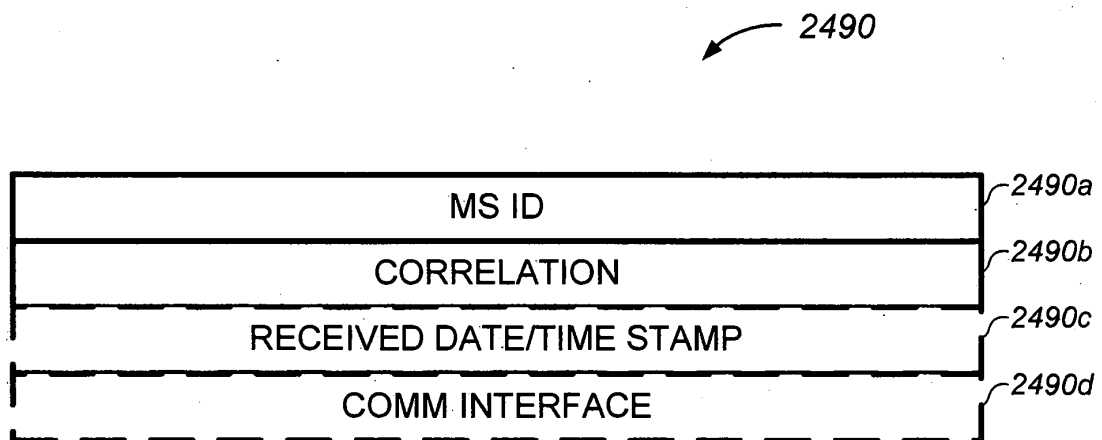 2490
MS ID
2490a
CORRELATION
2490b
RECEIVED DATE/TIME STAMP
2490c
COMM INTERFACE
2490d